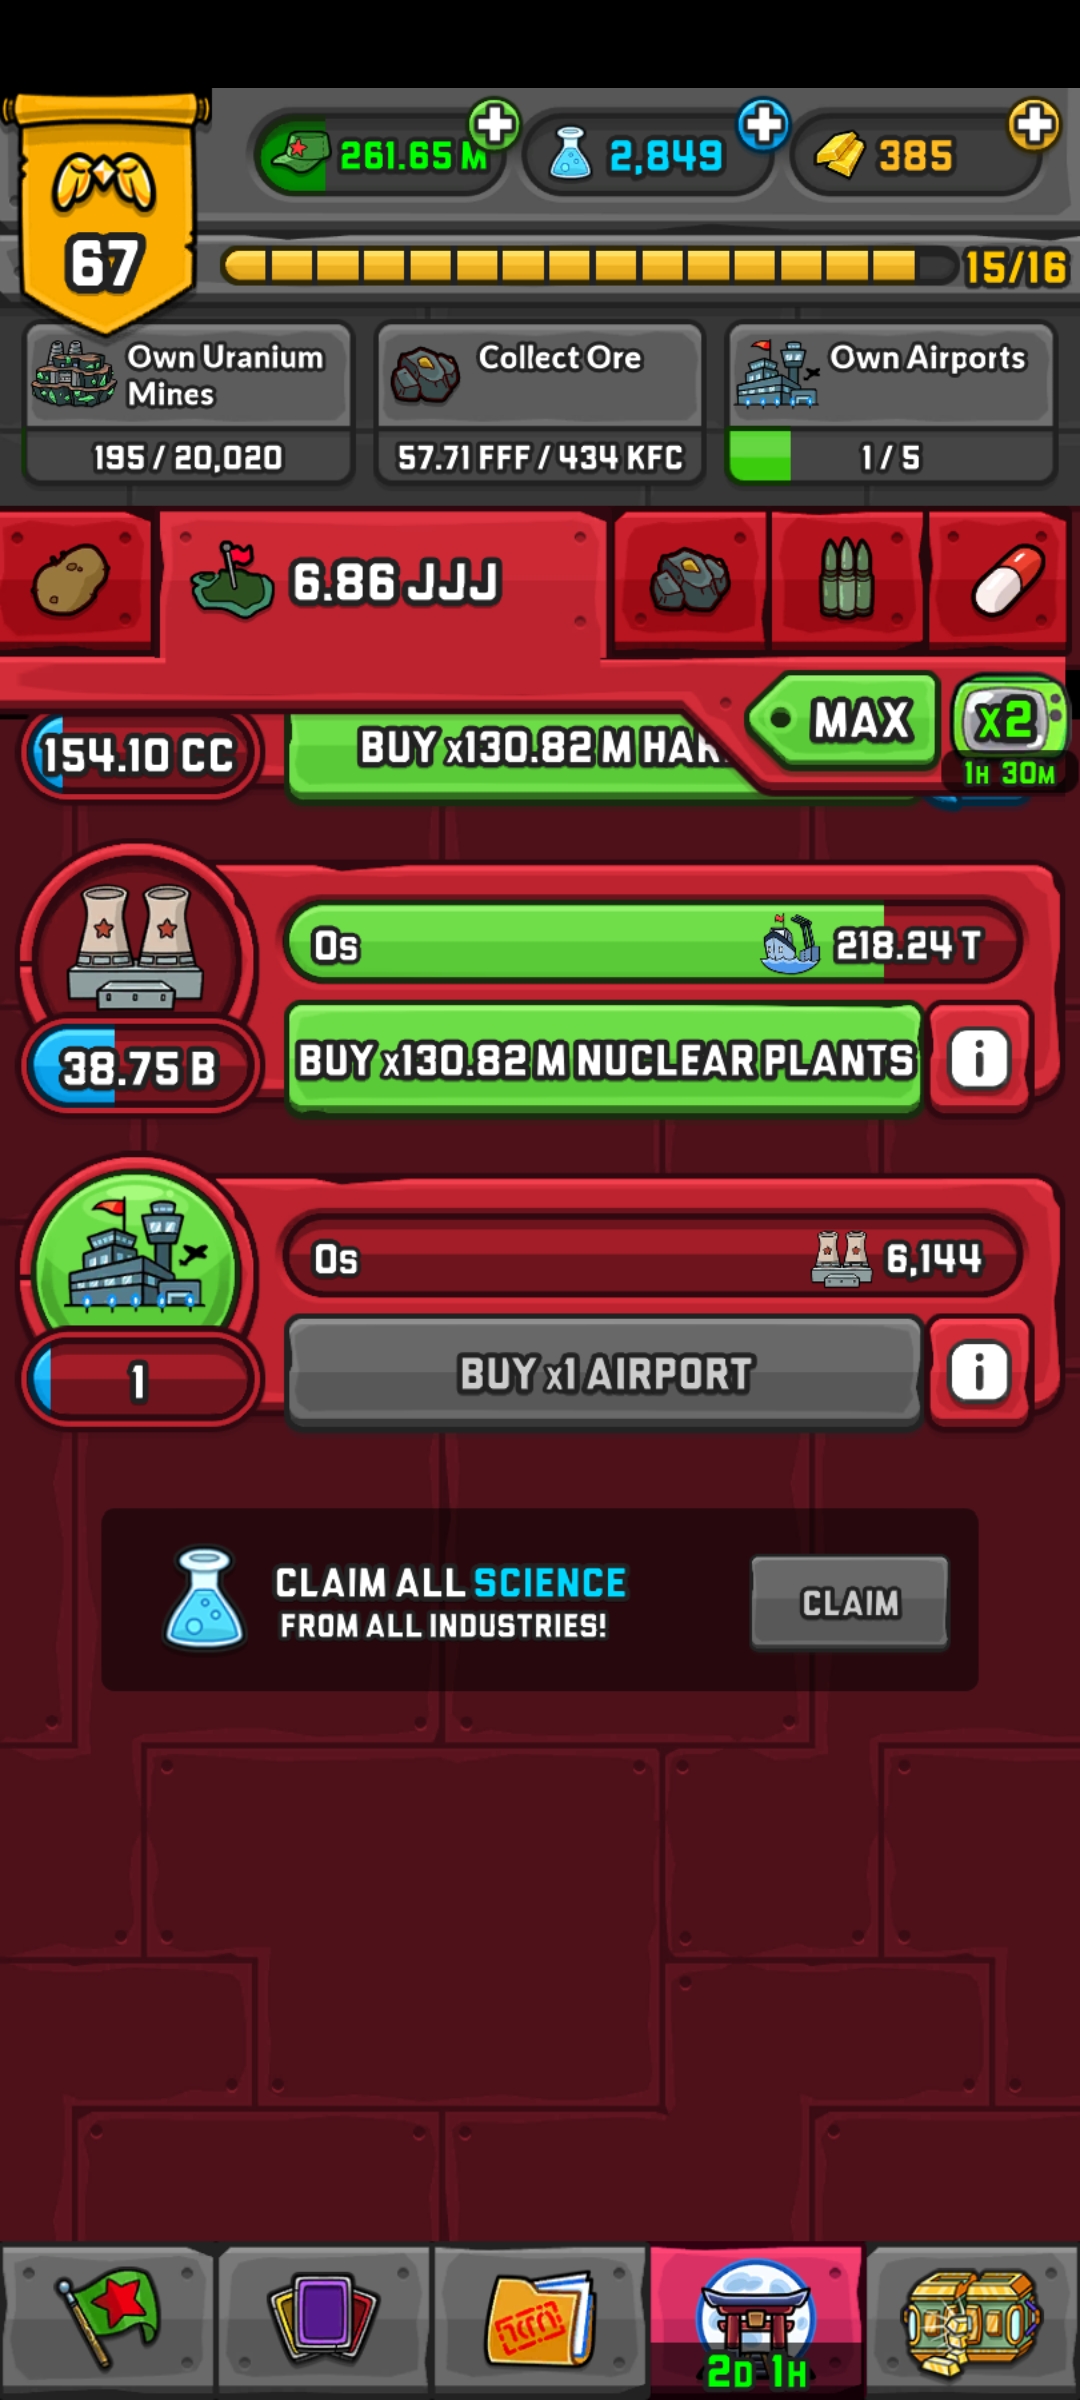 261.65 M
2,849
385
67
15/16
Own Uranium
Mines
195 / 20,020
Collect Ore
57.71 FFF / 434 KFC
Own Airports
1 / 5
6.86 JJJ
MAX
x2
1H 30M
154.10 CC
BUY x130.82 M HAR
0s
218.24 T
38.75 B
BUY x130.82 M NUCLEAR PLANTS
i
0s
6,144
1
BUY x1 AIRPORT
i
CLAIM ALL SCIENCE
FROM ALL INDUSTRIES!
CLAIM
2D 1H